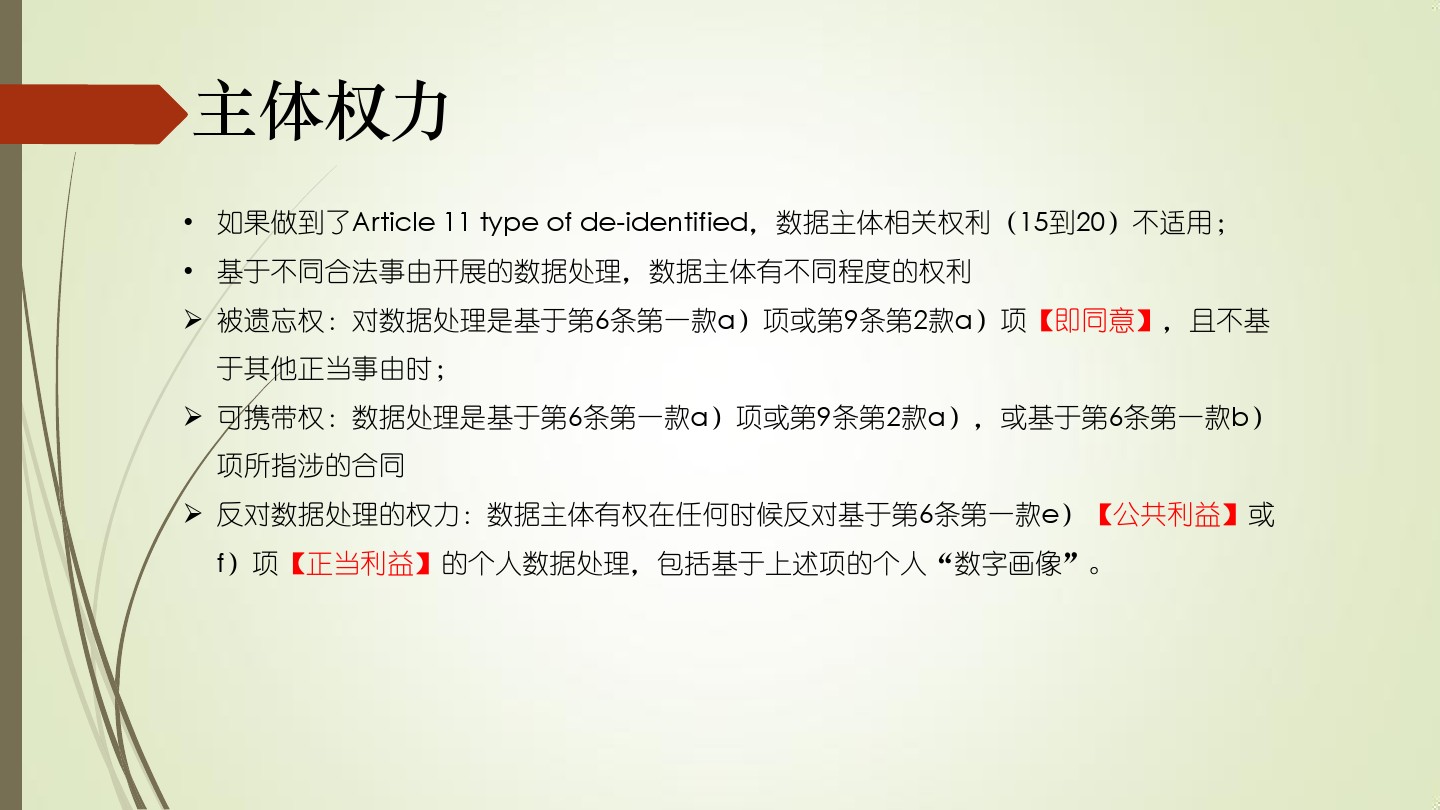 主体权力
• 如果做到了Article 11 type of de-identified，数据主体相关权利（15到20）不适用；
• 基于不同合法事由开展的数据处理，数据主体有不同程度的权利
➢ 被遗忘权：对数据处理是基于第6条第一款a）项或第9条第2款a）项【即同意】，且不基
于其他正当事由时；
➢ 可携带权：数据处理是基于第6条第一款a）项或第9条第2款a），或基于第6条第一款b）
项所指涉的合同
➢ 反对数据处理的权力：数据主体有权在任何时候反对基于第6条第一款e）【公共利益】或
f）项【正当利益】的个人数据处理，包括基于上述项的个人“数字画像”。